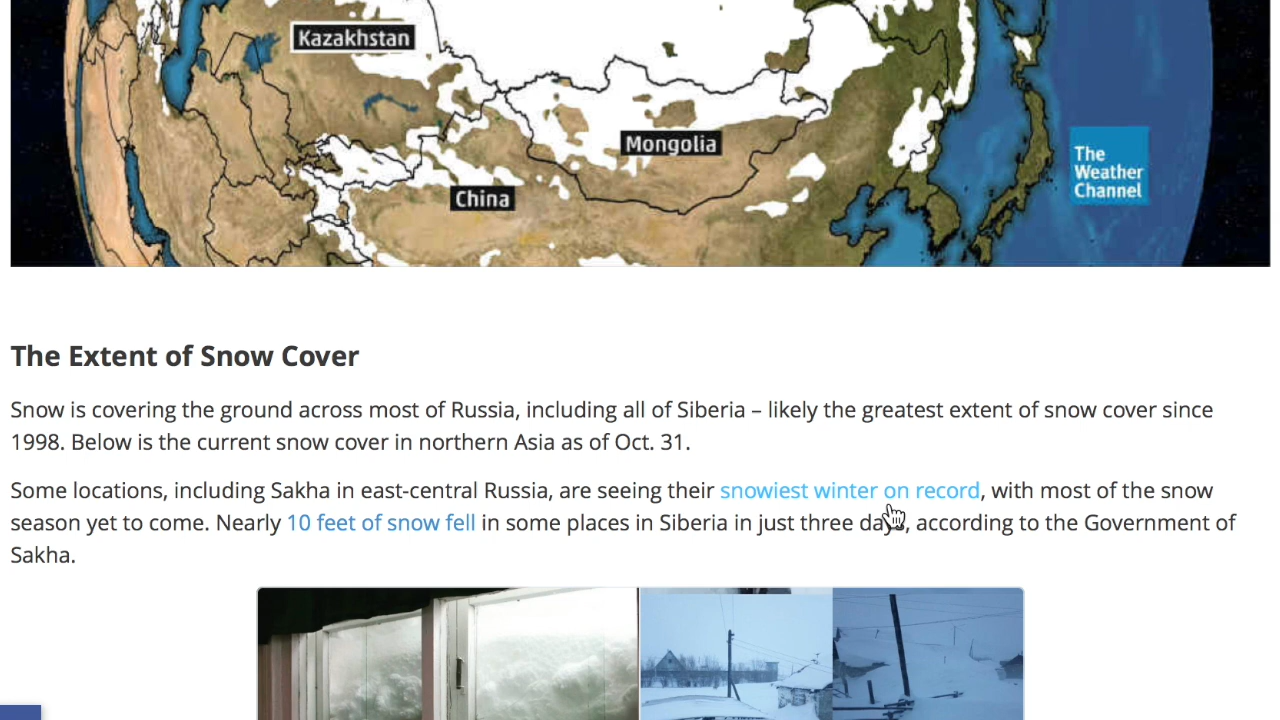 Kazakhstan
Mongolia
China
The
Weather
Channel
The Extent of Snow Cover
Snow is covering the ground across most of Russia, including all of Siberia – likely the greatest extent of snow cover since
1998. Below is the current snow cover in northern Asia as of Oct. 31.
Some locations, including Sakha in east-central Russia, are seeing their snowiest winter on record, with most of the snow
season yet to come. Nearly 10 feet of snow fell in some places in Siberia in just three days, according to the Government of
Sakha.